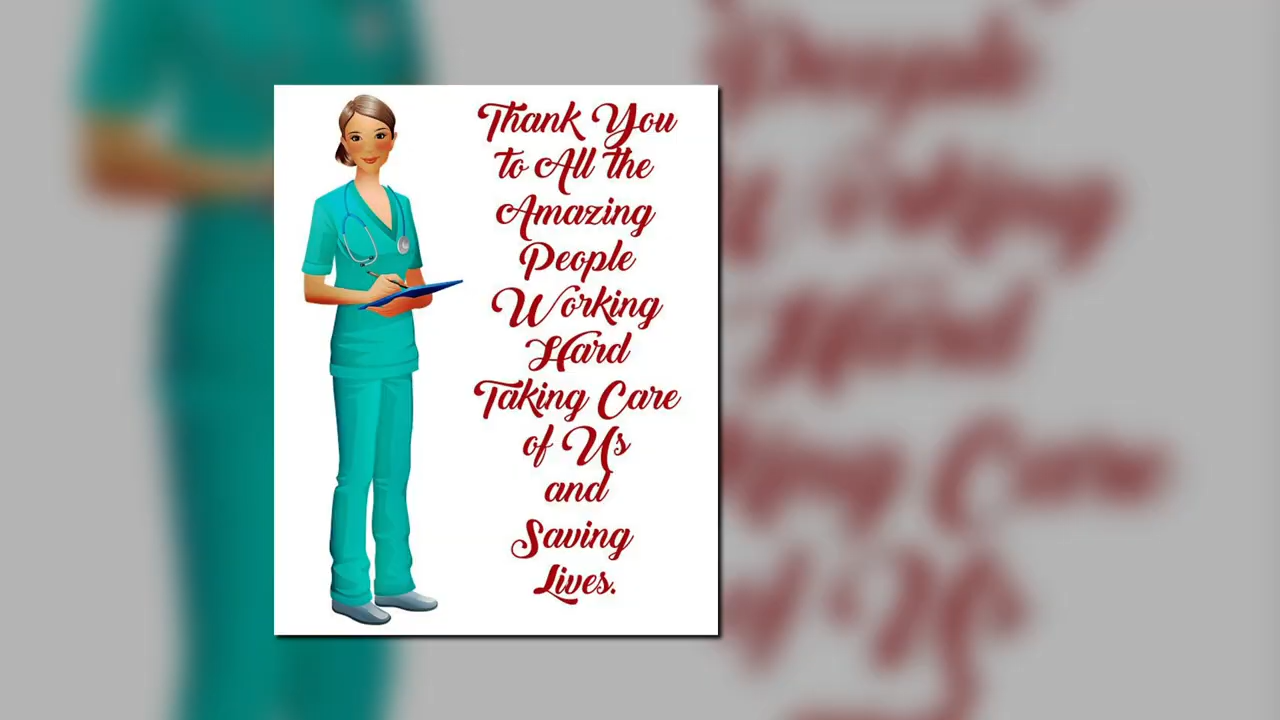 Thank You
to All the
Amazing
People
Working
Hard
Taking Care
of Us
and
Saving
Lives.